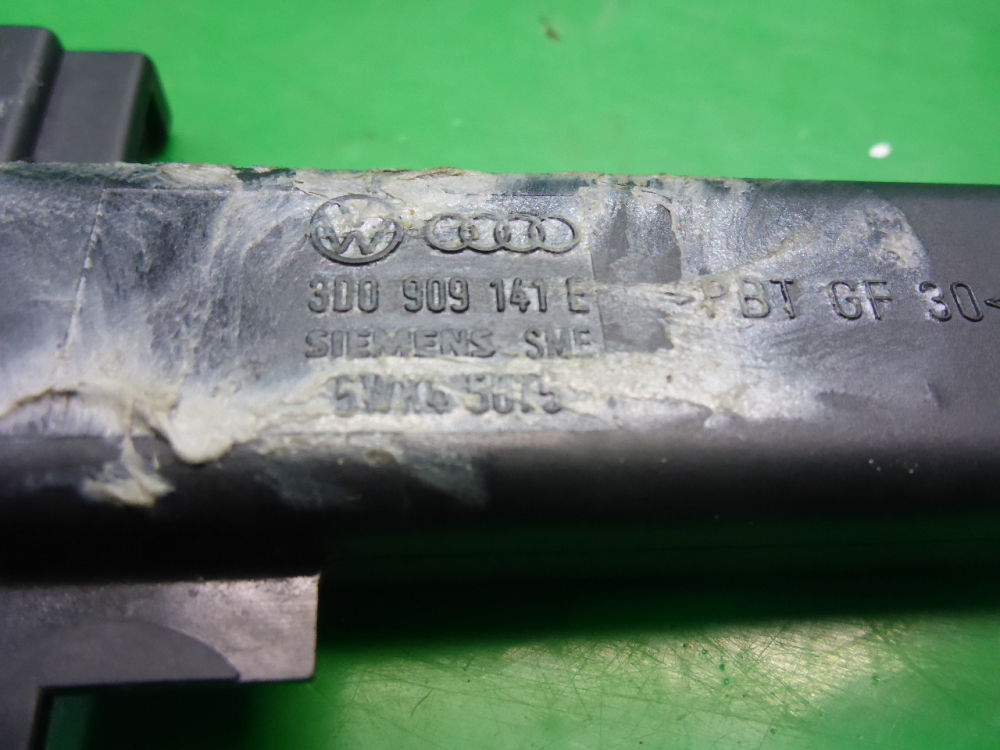 3D0 909 141 E
>PBT GF 30<
SIEMENS SME